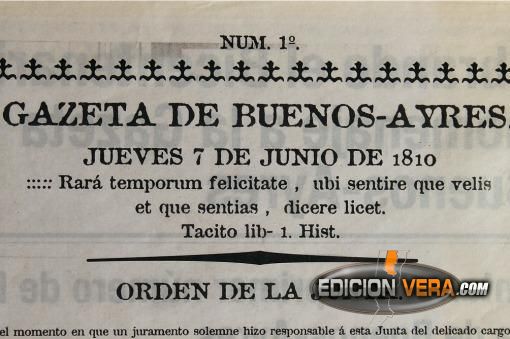 NUM. 1º.
GAZETA DE BUENOS-AYRES.
JUEVES 7 DE JUNIO DE 1810
::::: Rará temporum felicitate , ubi sentire que velis
et que sentias , dicere licet.
Tacito lib- 1. Hist.
ORDEN DE LA
EDICIONVERA.COM
el momento en que un juramento solemne hizo responsable á esta Junta del delicado cargo